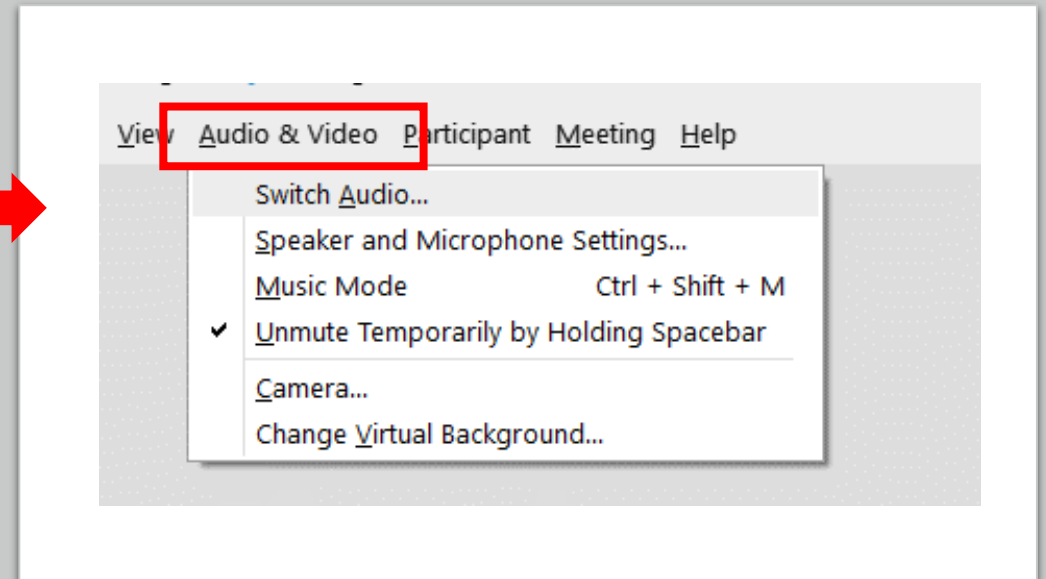 View Audio & Video Participant Meeting Help
Switch Audio...
Speaker and Microphone Settings...
Music Mode Ctrl + Shift + M
Unmute Temporarily by Holding Spacebar
Camera...
Change Virtual Background...